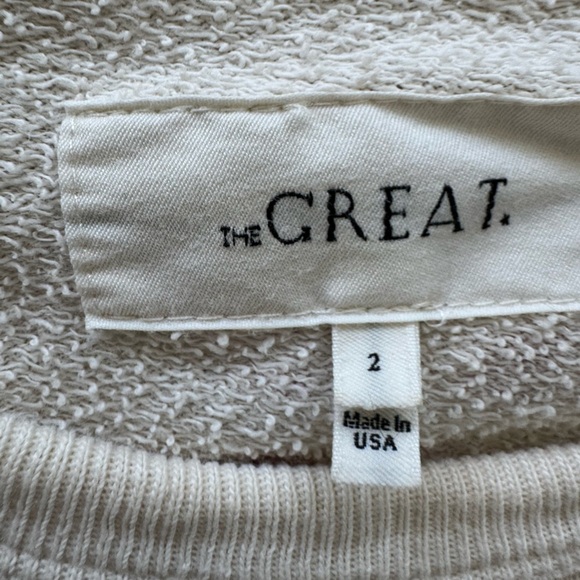 THE GREAT.
2
Made In
USA